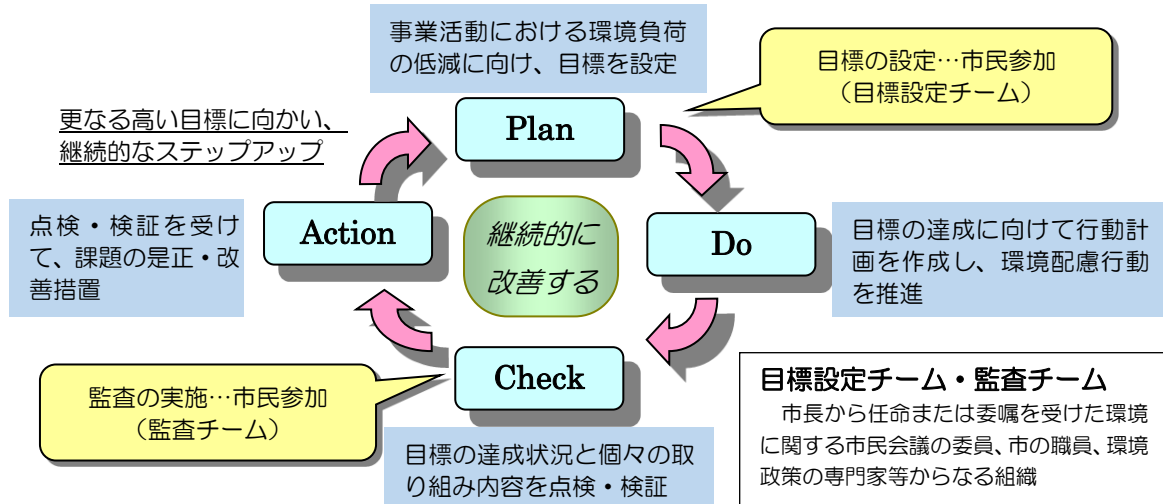 事業活動における環境負荷
の低減に向け、目標を設定
目標の設定…市民参加
（目標設定チーム）
更なる高い目標に向かい、
継続的なステップアップ
Plan
点検・検証を受け
て、課題の是正・改
善措置
Action
継続的に
改善する
Do
目標の達成に向けて行動計
画を作成し、環境配慮行動
を推進
Check
監査の実施…市民参加
（監査チーム）
目標の達成状況と個々の取
り組み内容を点検・検証
目標設定チーム・監査チーム
市長から任命または委嘱を受けた環境
に関する市民会議の委員、市の職員、環境
政策の専門家等からなる組織